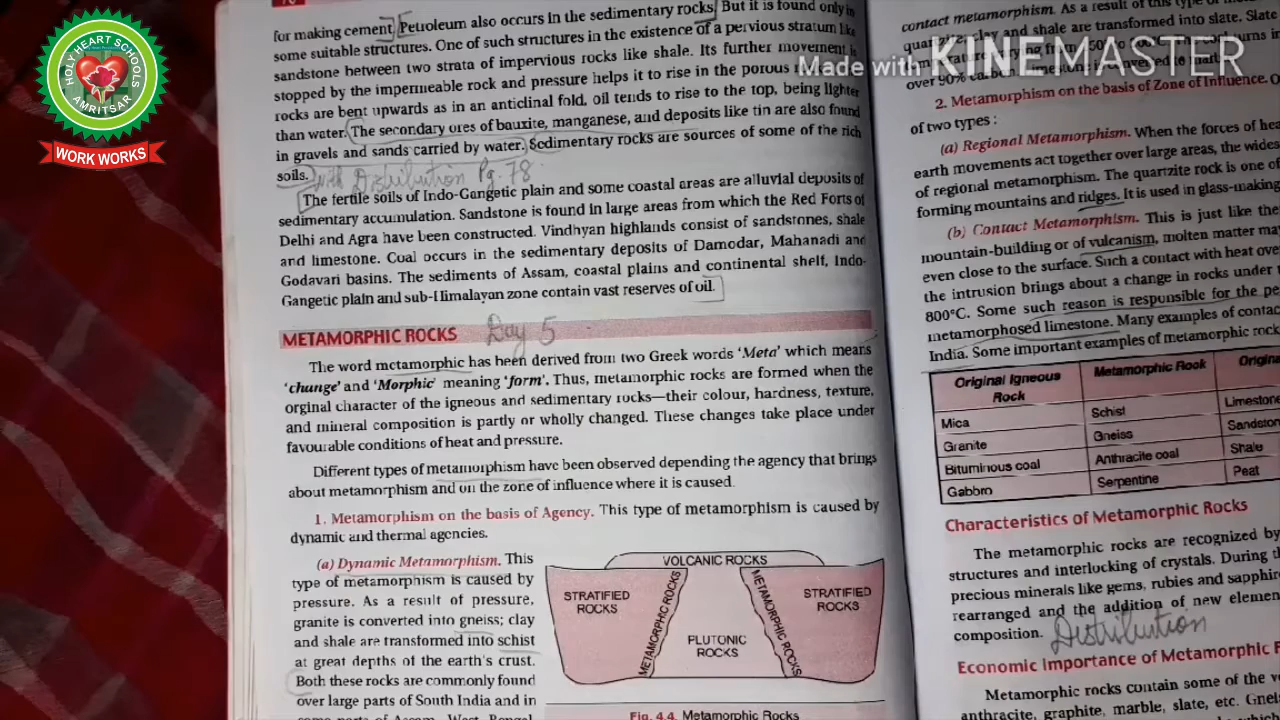 HOLY HEART SCHOOLS
AMRITSAR
WORK WORKS
Made with KINEMASTER
for making cement. Petroleum also occurs in the sedimentary rocks. But it is found only in
some suitable structures. One of such structures in the existence of a pervious stratum like
sandstone between two strata of impervious rocks like shale. Its further movement is
stopped by the impermeable rock and pressure helps it to rise in the porous
rocks are bent upwards as in an anticlinal fold, oil tends to rise to the top, being lighter
than water. The secondary ores of bauxite, manganese, and deposits like tin are also found
in gravels and sands carried by water. Sedimentary rocks are sources of some of the rich
soils. with Distribution Pg. 78
The fertile soils of Indo-Gangetic plain and some coastal areas are alluvial deposits of
sedimentary accumulation. Sandstone is found in large areas from which the Red Forts of
Delhi and Agra have been constructed. Vindhyan highlands consist of sandstones, shale
and limestone. Coal occurs in the sedimentary deposits of Damodar, Mahanadi and
Godavari basins. The sediments of Assam, coastal plains and continental shelf, Indo-
Gangetic plain and sub-Himalayan zone contain vast reserves of oil.
METAMORPHIC ROCKS Day 5
The word metamorphic has been derived from two Greek words 'Meta' which means
'change' and 'Morphic' meaning 'form'. Thus, metamorphic rocks are formed when the
orginal character of the igneous and sedimentary rocks—their colour, hardness, texture,
and mineral composition is partly or wholly changed. These changes take place under
favourable conditions of heat and pressure.
Different types of metamorphism have been observed depending the agency that brings
about metamorphism and on the zone of influence where it is caused.
1. Metamorphism on the basis of Agency. This type of metamorphism is caused by
dynamic and thermal agencies.
(a) Dynamic Metamorphism. This
type of metamorphism is caused by
pressure. As a result of pressure,
granite is converted into gneiss; clay
and shale are transformed into schist
at great depths of the earth's crust.
Both these rocks are commonly found
over large parts of South India and in
some parts of Assam, West Bengal
VOLCANIC ROCKS
STRATIFIED
ROCKS
METAMORPHIC ROCKS
PLUTONIC
ROCKS
METAMORPHIC ROCKS
STRATIFIED
ROCKS
Fig. 4.4. Metamorphic Rocks
contact metamorphism. As a result of this type of
clay and shale are transformed into slate. Slate
over 90% carbon.
2. Metamorphism on the basis of Zone of Influence.
of two types :
(a) Regional Metamorphism. When the forces of
earth movements act together over large areas, the
of regional metamorphism. The quartzite rock is one of
forming mountains and ridges. It is used in glass-making
(b) Contact Metamorphism. This is just like the
mountain-building or of vulcanism, molten matter
even close to the surface. Such a contact with heat
the intrusion brings about a change in rocks under
800°C. Some such reason is responsible for the
metamorphosed limestone. Many examples of
India. Some important examples of metamorphic
Original Igneous
Rock
Metamorphic Rook
Mica Schist Limestone
Granite Gneiss
Bituminous coal Anthracite coal Shale
Gabbro Serpentine Peat
Characteristics of Metamorphic Rocks
The metamorphic rocks are recognized by
structures and interlocking of crystals. During
precious minerals like gems, rubies and
rearranged and the addition of new
composition. Distribution
Economic Importance of Metamorphic
Metamorphic rocks contain some of the
anthracite, graphite, marble, slate, etc.